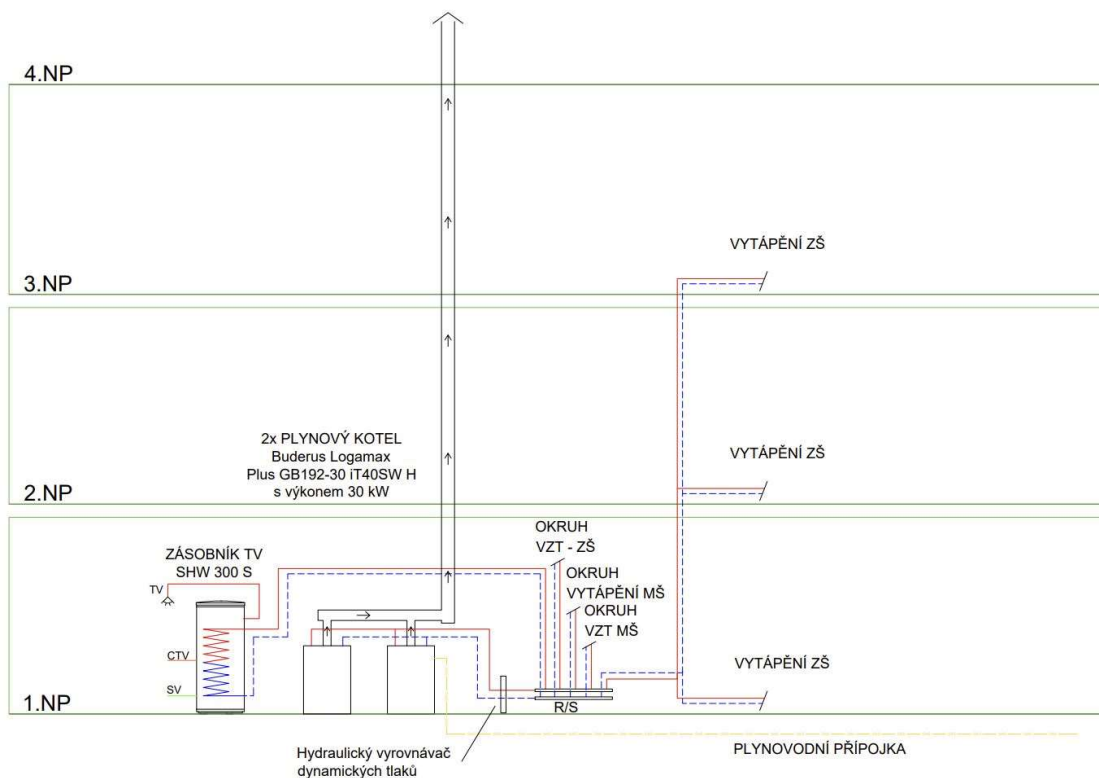 4.NP
VYTÁPĚNÍ ZŠ
3.NP
2x PLYNOVÝ KOTEL
Buderus Logamax
Plus GB192-30 iT40SW H
s výkonem 30 kW
VYTÁPĚNÍ ZŠ
2.NP
ZÁSOBNÍK TV
SHW 300 S
TV
CTV
SV
OKRUH
VZT - ZŠ
OKRUH
VYTÁPĚNÍ MŠ
OKRUH
VZT MŠ
VYTÁPĚNÍ ZŠ
R/S
1.NP
Hydraulický vyrovnávač
dynamických tlaků
PLYNOVODNÍ PŘÍPOJKA